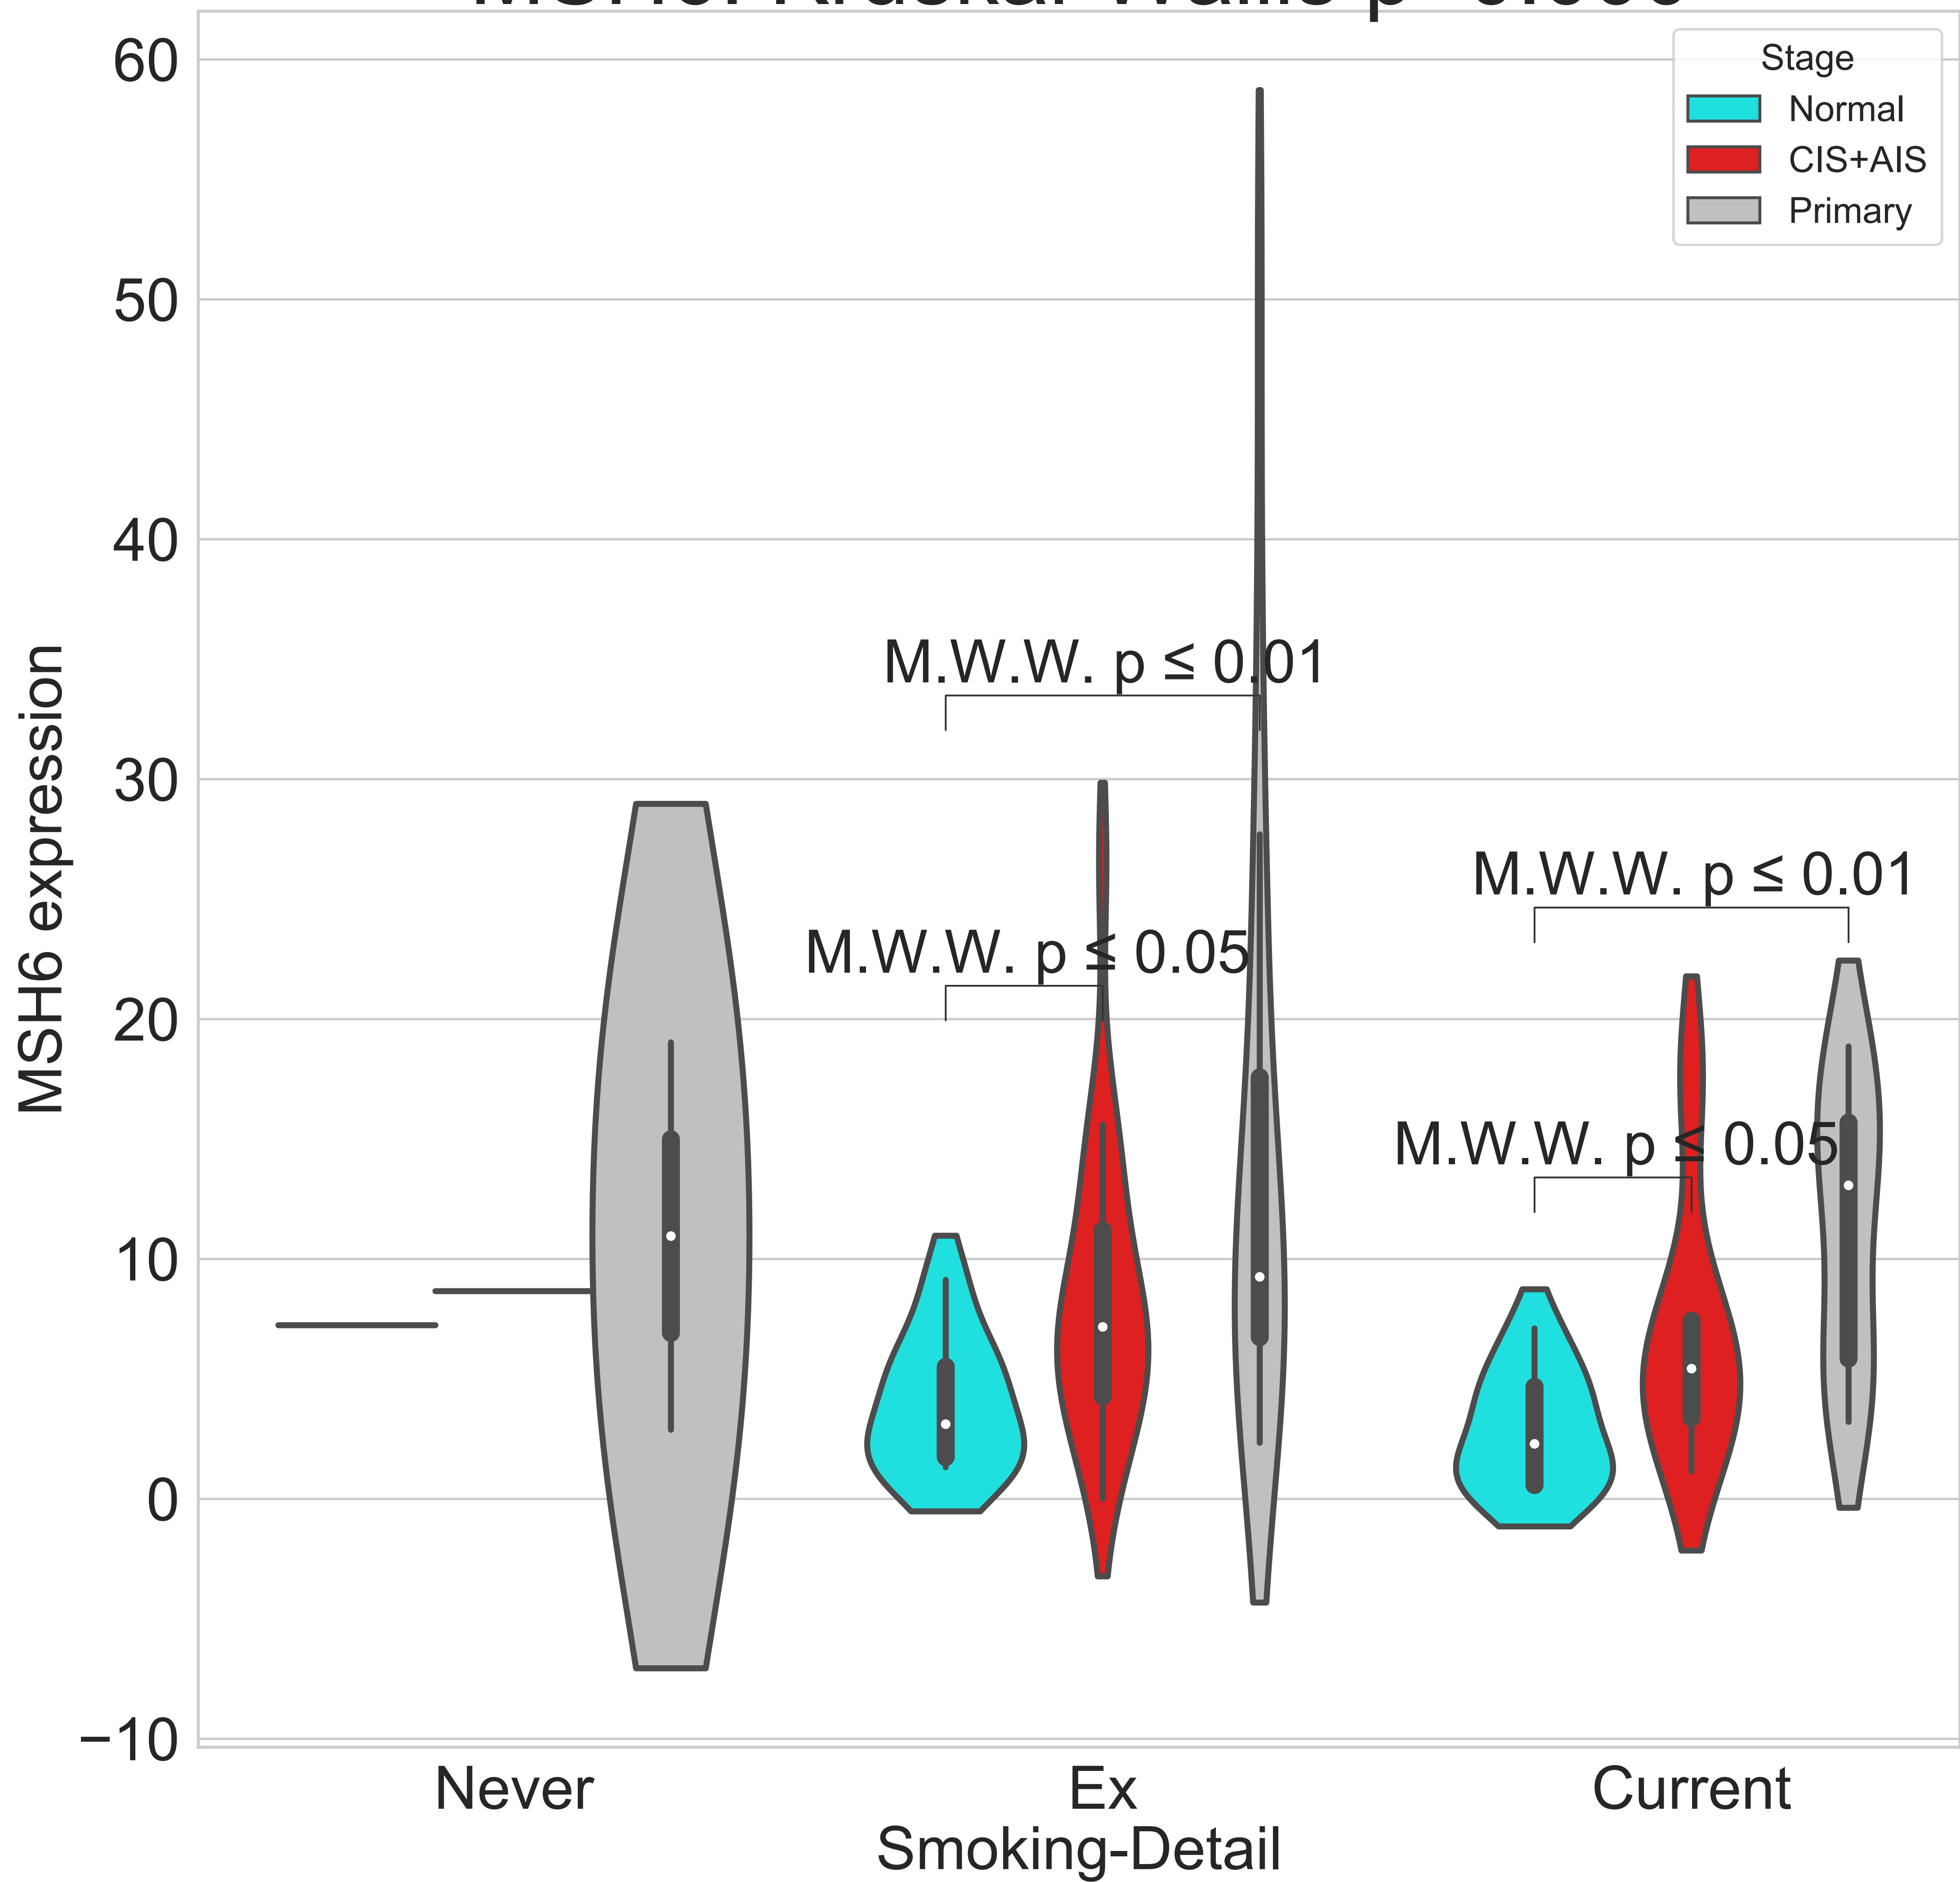 60
50
40
30
20
10
0
−10
MSH6 expression
Stage
Normal
CIS+AIS
Primary
M.W.W. p ≤ 0.01
M.W.W. p ≤ 0.05
M.W.W. p ≤ 0.01
M.W.W. p ≤ 0.05
Never
Ex
Current
Smoking-Detail